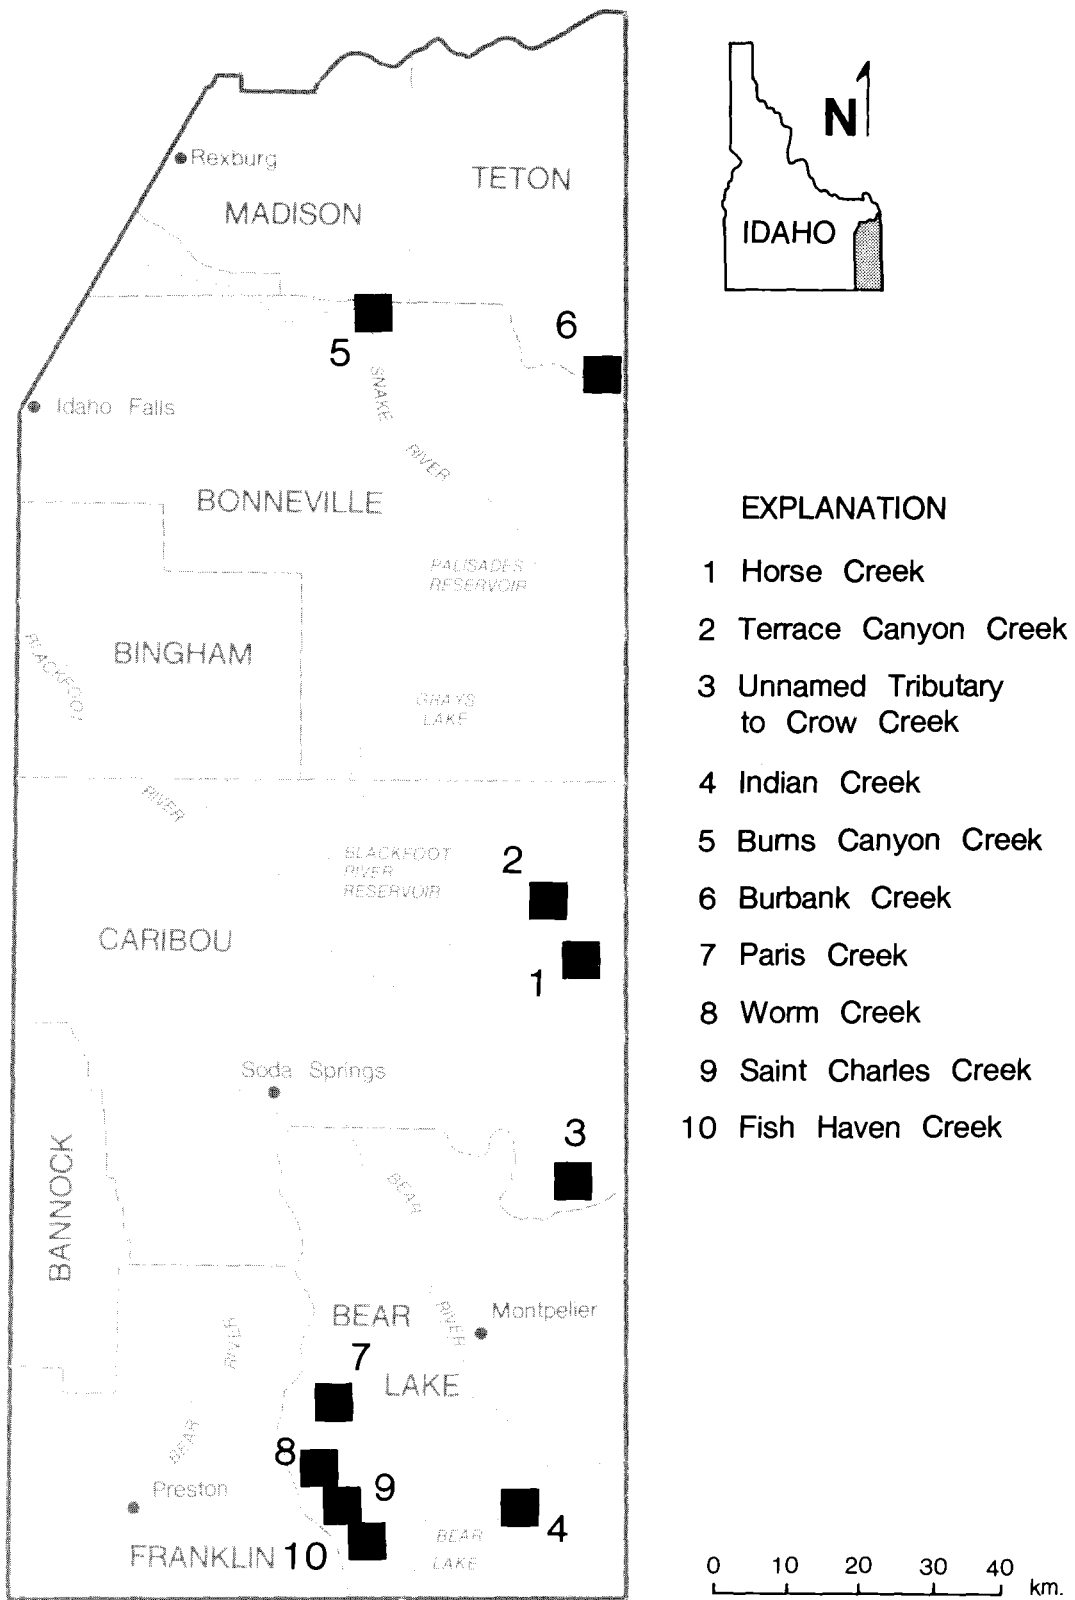 N
IDAHO
Rexburg
TETON
MADISON
5
6
SNAKE
RIVER
Idaho Falls
BONNEVILLE
PALISADES
RESERVOIR
BINGHAM
BLACKFOOT
RIVER
GRAYS
LAKE
BLACKFOOT
RIVER
RESERVOIR
2
1
CARIBOU
Soda Springs
BANNOCK
3
BEAR
RIVER
Montpelier
BEAR
LAKE
RIVER
BEAR
7
8
9
10
4
Preston
FRANKLIN
BEAR
LAKE
EXPLANATION
1 Horse Creek
2 Terrace Canyon Creek
3 Unnamed Tributary
to Crow Creek
4 Indian Creek
5 Burns Canyon Creek
6 Burbank Creek
7 Paris Creek
8 Worm Creek
9 Saint Charles Creek
10 Fish Haven Creek
0 10 20 30 40
km.